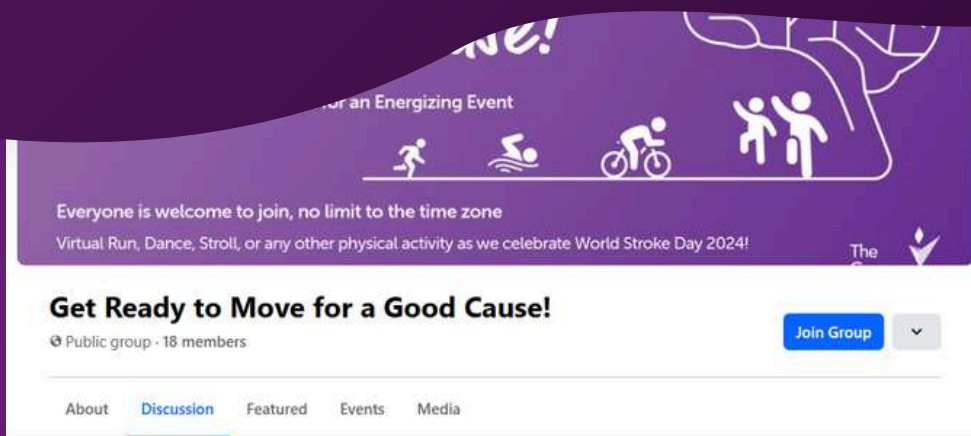 an Energizing Event
Everyone is welcome to join, no limit to the time zone
Virtual Run, Dance, Stroll, or any other physical activity as we celebrate World Stroke Day 2024!
The
Get Ready to Move for a Good Cause!
Public group · 18 members
Join Group
About Discussion Featured Events Media